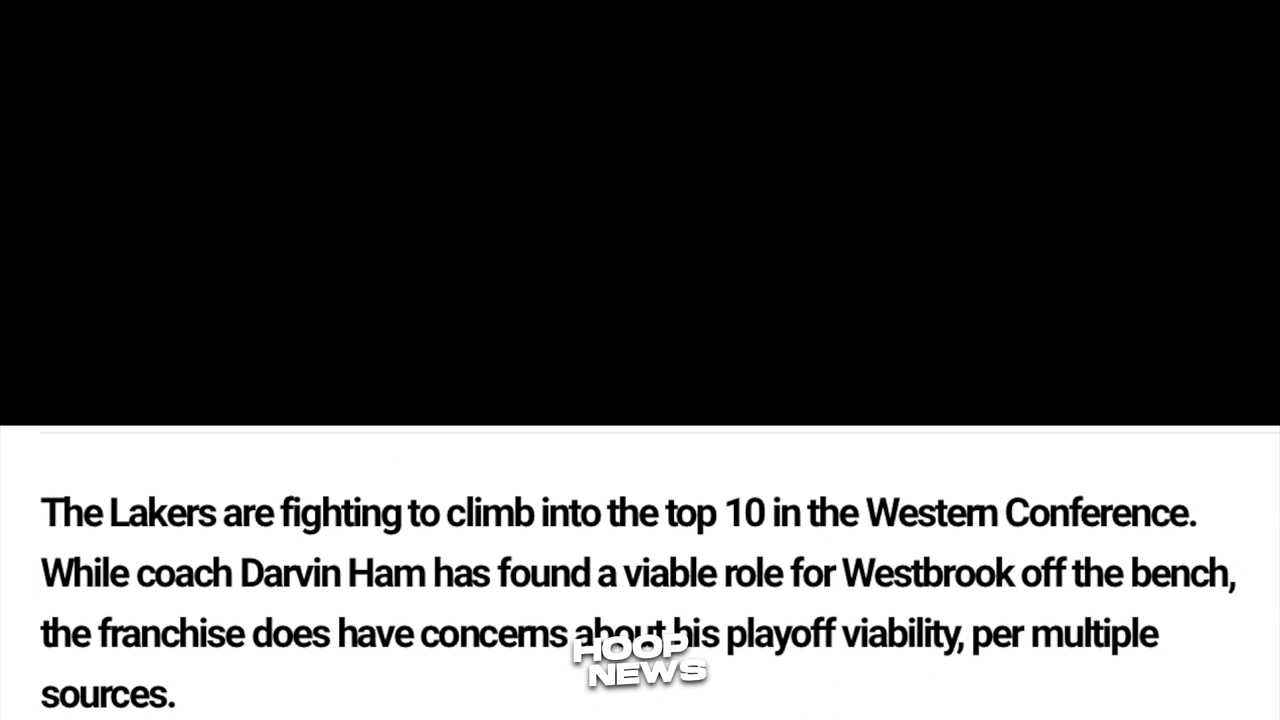 The Lakers are fighting to climb into the top 10 in the Western Conference.
While coach Darvin Ham has found a viable role for Westbrook off the bench,
the franchise does have concerns about his playoff viability, per multiple
sources.
HOOP
NEWS